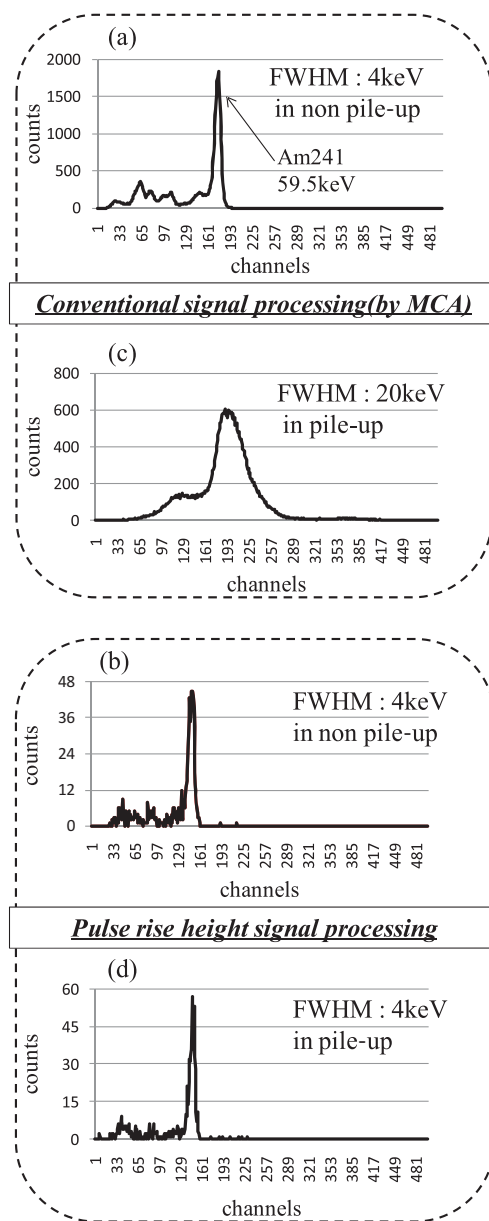 (a)
2000
1500
1000
500
0
counts
FWHM : 4keV
in non pile-up
Am241
59.5keV
1 33 65 97 129 161 193 225 257 289 321 353 385 417 449 481
channels
Conventional signal processing(by MCA)
(c)
800
600
400
200
0
counts
FWHM : 20keV
in pile-up
1 33 65 97 129 161 193 225 257 289 321 353 385 417 449 481
channels
(b)
48
36
24
12
0
counts
FWHM : 4keV
in non pile-up
1 33 65 97 129 161 193 225 257 289 321 353 385 417 449 481
channels
Pulse rise height signal processing
(d)
60
45
30
15
0
counts
FWHM : 4keV
in pile-up
1 33 65 97 129 161 193 225 257 289 321 353 385 417 449 481
channels